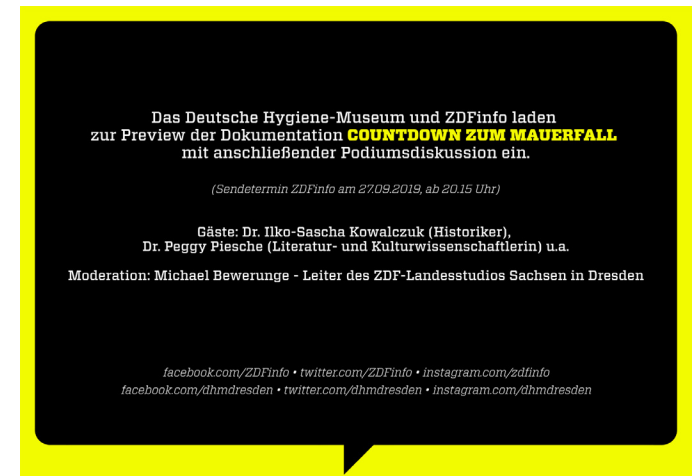 Das Deutsche Hygiene-Museum und ZDFinfo laden
zur Preview der Dokumentation COUNTDOWN ZUM MAUERFALL
mit anschließender Podiumsdiskussion ein.
(Sendetermin ZDFinfo am 27.09.2019, ab 20.15 Uhr)
Gäste: Dr. Ilko-Sascha Kowalczuk (Historiker),
Dr. Peggy Piesche (Literatur- und Kulturwissenschaftlerin) u.a.
Moderation: Michael Bewerunge - Leiter des ZDF-Landesstudios Sachsen in Dresden
facebook.com/ZDFinfo • twitter.com/ZDFinfo • instagram.com/zdfinfo
facebook.com/dhmdresden • twitter.com/dhmdresden • instagram.com/dhmdresden